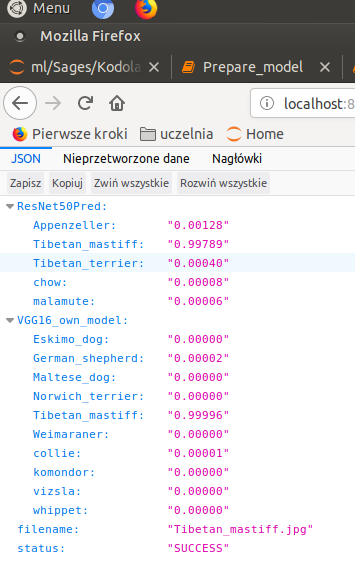 Menu
Mozilla Firefox
ml/Sages/Kodola
Prepare_model
localhost:8
Pierwsze kroki uczelnia Home
JSON Nieprzetworzone dane Nagłówki
Zapisz Kopiuj Zwiń wszystkie Rozwiń wszystkie
ResNet50Pred:
Appenzeller: "0.00128"
Tibetan_mastiff: "0.99789"
Tibetan_terrier: "0.00040"
chow: "0.00008"
malamute: "0.00006"
VGG16_own_model:
Eskimo_dog: "0.00000"
German_shepherd: "0.00002"
Maltese_dog: "0.00000"
Norwich_terrier: "0.00000"
Tibetan_mastiff: "0.99996"
Weimaraner: "0.00000"
collie: "0.00001"
komondor: "0.00000"
vizsla: "0.00000"
whippet: "0.00000"
filename: "Tibetan_mastiff.jpg"
status: "SUCCESS"